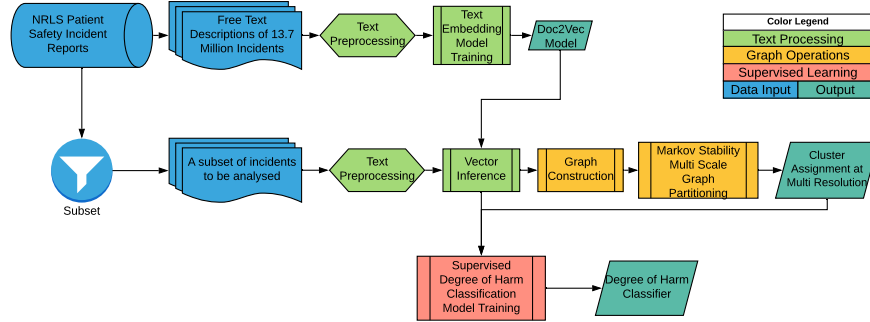 NRLS Patient
Safety Incident
Reports
Free Text
Descriptions of 13.7
Million Incidents
Text
Preprocessing
Text
Embedding
Model
Training
Doc2Vec
Model
Color Legend
Text Processing
Graph Operations
Supervised Learning
Data Input
Output
Subset
A subset of incidents
to be analysed
Text
Preprocessing
Vector
Inference
Graph
Construction
Markov Stability
Multi Scale
Graph
Partitioning
Cluster
Assignment at
Multi Resolution
Supervised
Degree of Harm
Classification
Model Training
Degree of Harm
Classifier